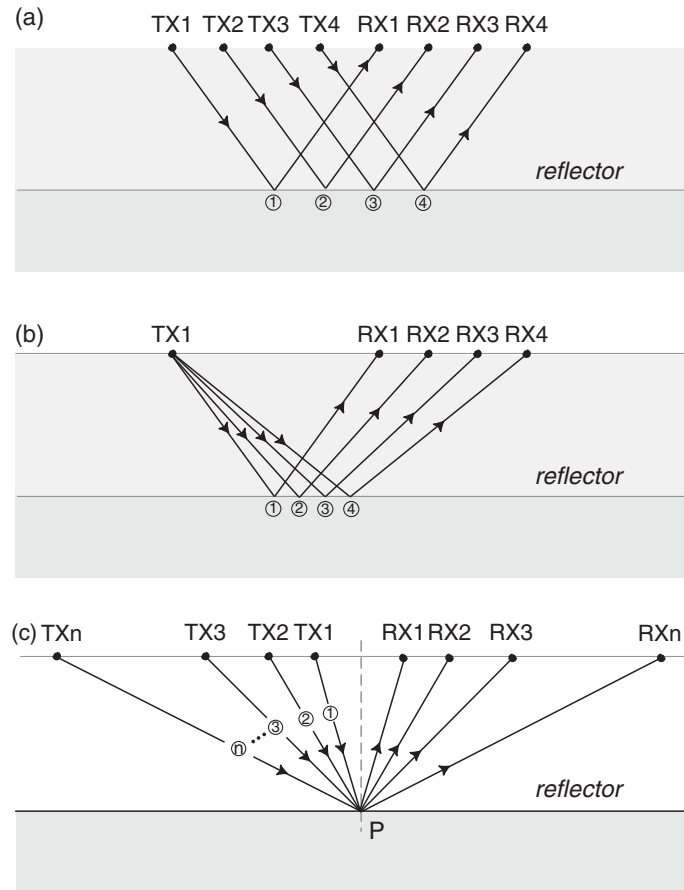 (a)
TX1 TX2 TX3 TX4 RX1 RX2 RX3 RX4
reflector
① ② ③ ④
(b)
TX1 RX1 RX2 RX3 RX4
reflector
① ② ③ ④
(c) TXn TX3 TX2 TX1 RX1 RX2 RX3 RXn
ⓝ ③ ② ①
reflector
P